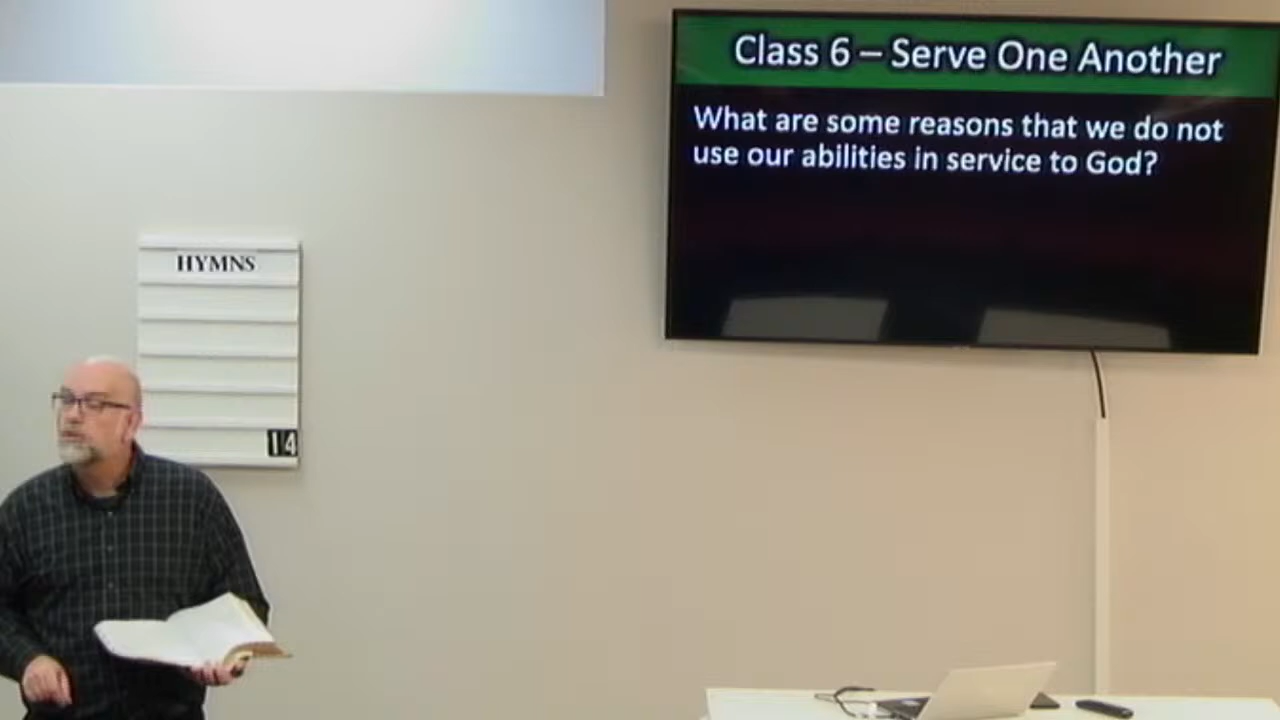 Class 6 – Serve One Another
What are some reasons that we do not
use our abilities in service to God?
HYMNS
14